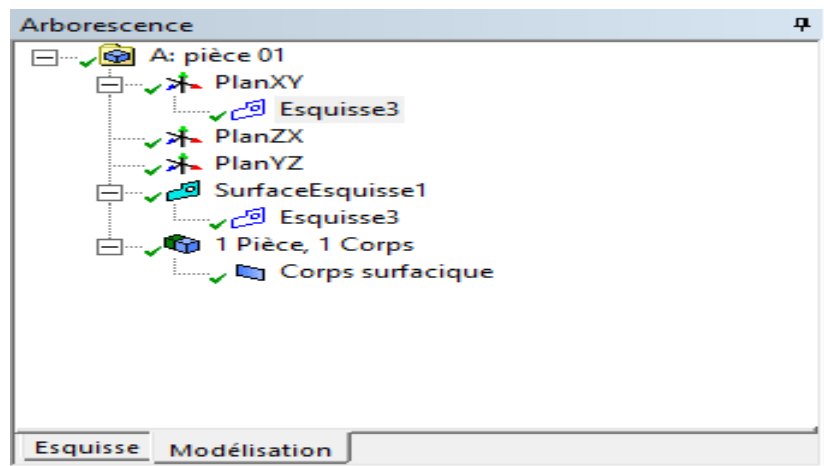 Arborescence
A: pièce 01
PlanXY
Esquisse3
PlanZX
PlanYZ
SurfaceEsquisse1
Esquisse3
1 Pièce, 1 Corps
Corps surfacique
Esquisse Modélisation